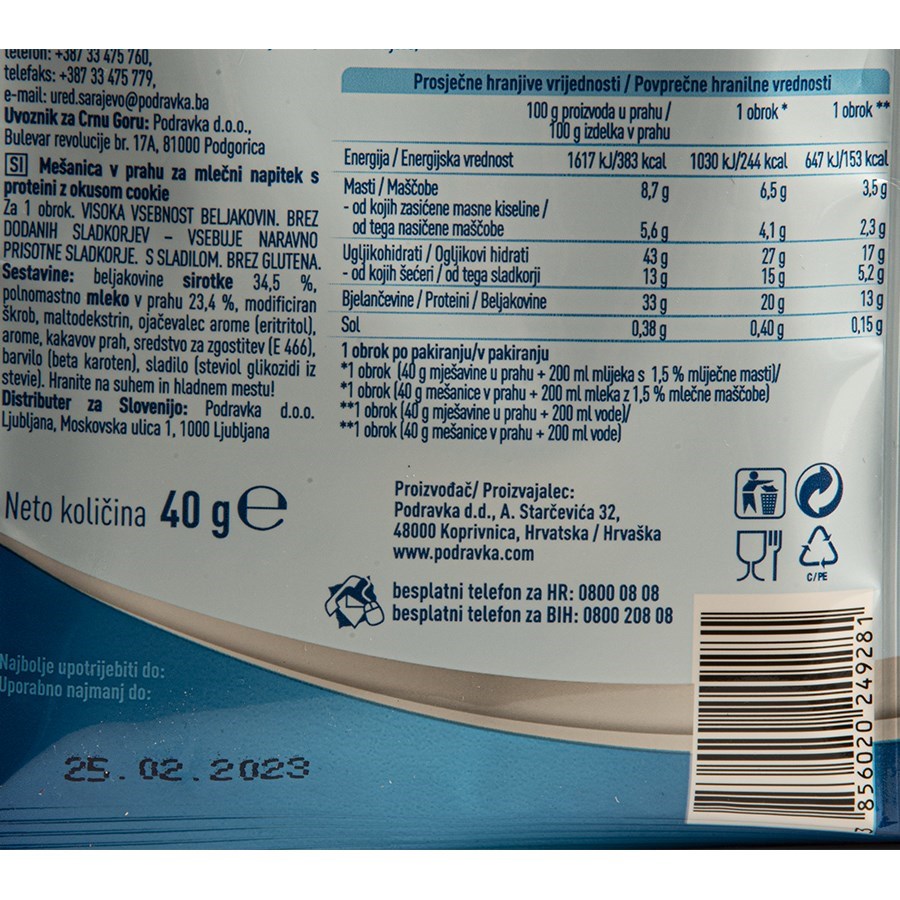 telefon: +387 33 475 760,
telefaks: +387 33 475 779,
e-mail: ured.sarajevo@podravka.ba
Uvoznik za Crnu Goru: Podravka d.o.o.,
Bulevar revolucije br. 17A, 81000 Podgorica
SI Mešanica v prahu za mlečni napitek s
proteini z okusom cookie
Za 1 obrok. VISOKA VSEBNOST BELJAKOVIN. BREZ
DODANIH SLADKORJEV – VSEBUJE NARAVNO
PRISOTNE SLADKORJE. S SLADILOM. BREZ GLUTENA.
Sestavine: beljakovine sirotke 34,5 %,
polnomastno mleko v prahu 23,4 %, modificiran
škrob, maltodekstrin, ojačevalec arome (eritritol),
arome, kakavov prah, sredstvo za zgostitev (E 466),
barvilo (beta karoten), sladilo (steviol glikozidi iz
stevie). Hranite na suhem in hladnem mestu!
Distributer za Slovenijo: Podravka d.o.o.
Ljubljana, Moskovska ulica 1, 1000 Ljubljana
Prosječne hranjive vrijednosti / Povprečne hranilne vrednosti
100 g proizvoda u prahu / 1 obrok * 1 obrok **
100 g izdelka v prahu
Energija / Energijska vrednost 1617 kJ/383 kcal 1030 kJ/244 kcal 647 kJ/153 kcal
Masti / Maščobe 8,7 g 6,5 g 3,5 g
- od kojih zasićene masne kiseline /
od tega nasičene maščobe 5,6 g 4,1 g 2,3 g
Ugljikohidrati / Ogljikovi hidrati 43 g 27 g 17 g
- od kojih šećeri / od tega sladkorji 13 g 15 g 5,2 g
Bjelančevine / Proteini / Beljakovine 33 g 20 g 13 g
Sol 0,38 g 0,40 g 0,15 g
1 obrok po pakiranju/v pakiranju
*1 obrok (40 g mješavine u prahu + 200 ml mlijeka s 1,5 % mliječne masti)/
*1 obrok (40 g mešanice v prahu + 200 ml mleka z 1,5 % mlečne maščobe)
**1 obrok (40 g mješavine u prahu + 200 ml vode)/
**1 obrok (40 g mešanice v prahu + 200 ml vode)
Neto količina 40 g e
Proizvođač/ Proizvajalec:
Podravka d.d., A. Starčevića 32,
48000 Koprivnica, Hrvatska / Hrvaška
www.podravka.com
besplatni telefon za HR: 0800 08 08
besplatni telefon za BIH: 0800 208 08
C/PE
Najbolje upotrijebiti do:
Uporabno najmanj do:
25.02.2023
3 856020 249281